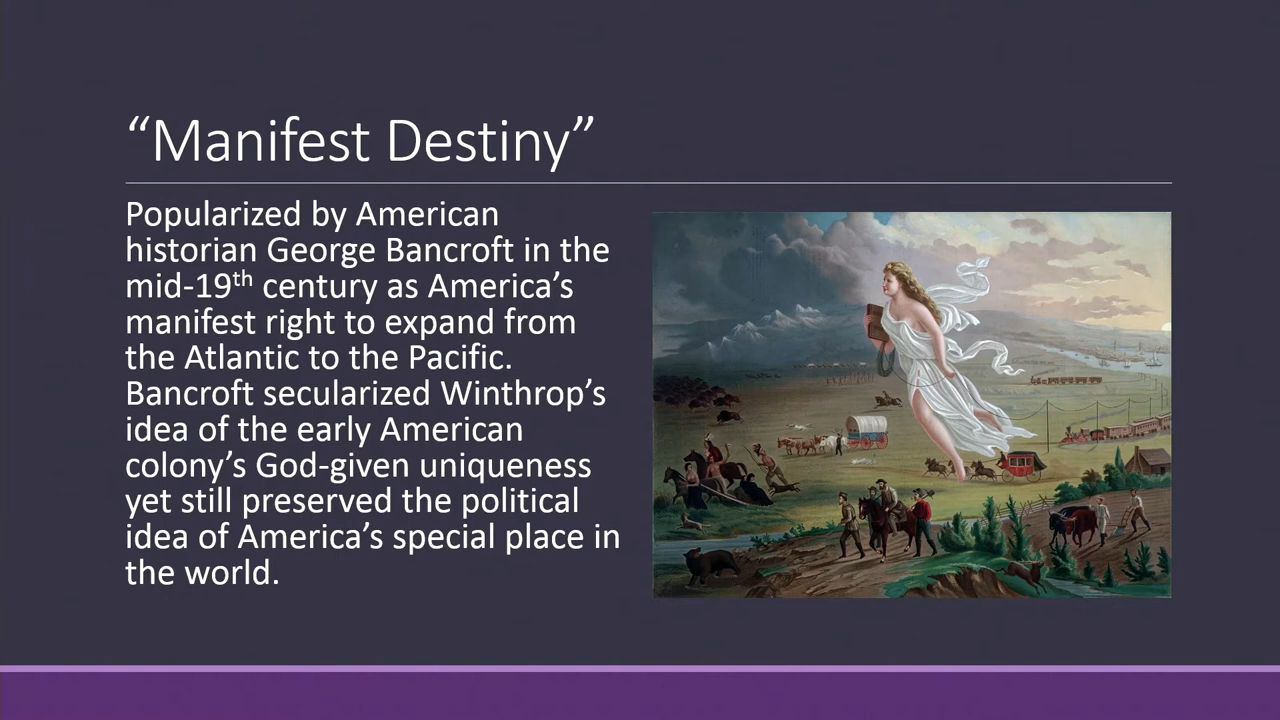 “Manifest Destiny”
Popularized by American
historian George Bancroft in the
mid-19th century as America’s
manifest right to expand from
the Atlantic to the Pacific.
Bancroft secularized Winthrop’s
idea of the early American
colony’s God-given uniqueness
yet still preserved the political
idea of America’s special place in
the world.